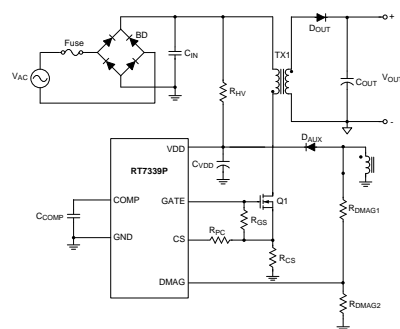 Fuse
BD
VAC
CIN
RHV
TX1
DOUT
COUT
VOUT
+
-
DAUX
VDD
CVDD
RT7339P
COMP
CCOMP
GND
GATE
Q1
RGS
CS
RPC
RCS
DMAG
RDMAG1
RDMAG2